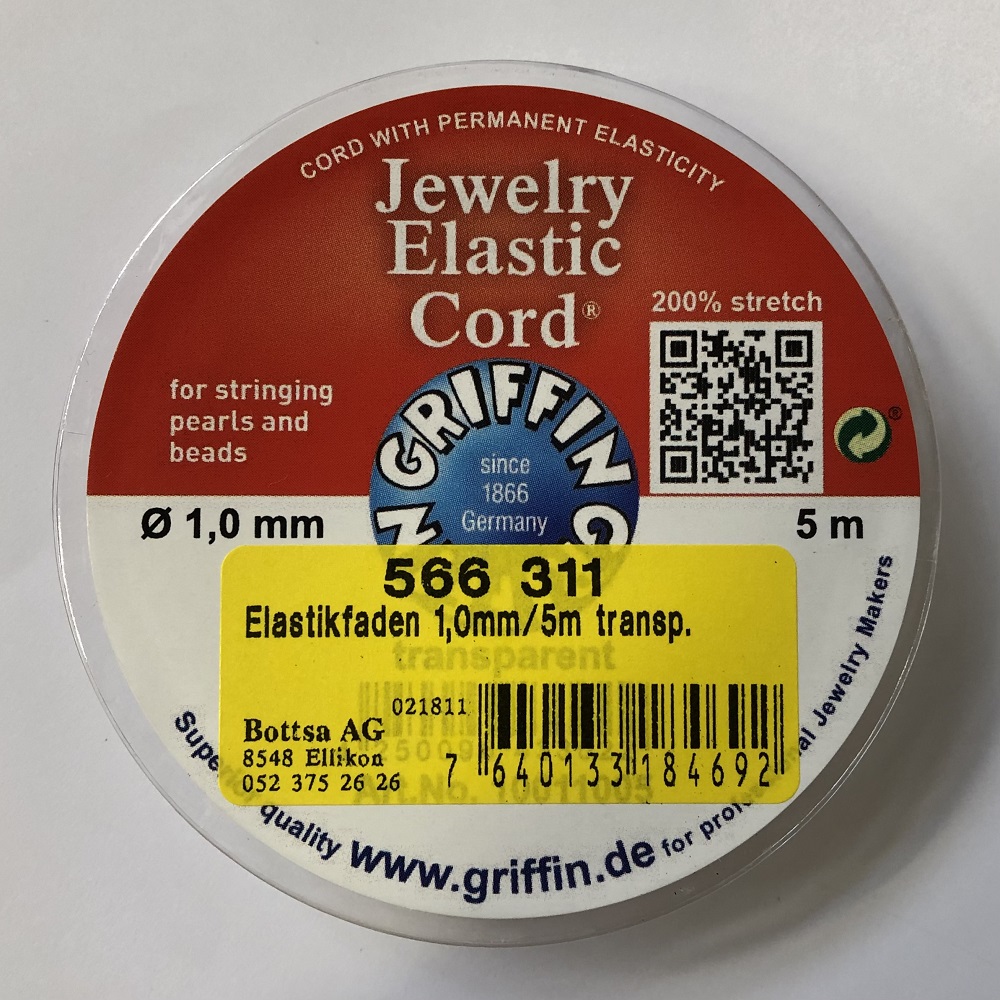 CORD WITH PERMANENT ELASTICITY
Jewelry
Elastic
Cord®
200% stretch
for stringing
pearls and
beads
®
GRIFFIN
since
1866
Germany
Ø 1,0 mm
5 m
566 311
Elastikfaden 1,0mm/5m transp.
transparent
021811
Bottsa AG
8548 Ellikon
052 375 26 26
7 640133 184692
Art.No.
quality www.griffin.de for
Jewelry Makers